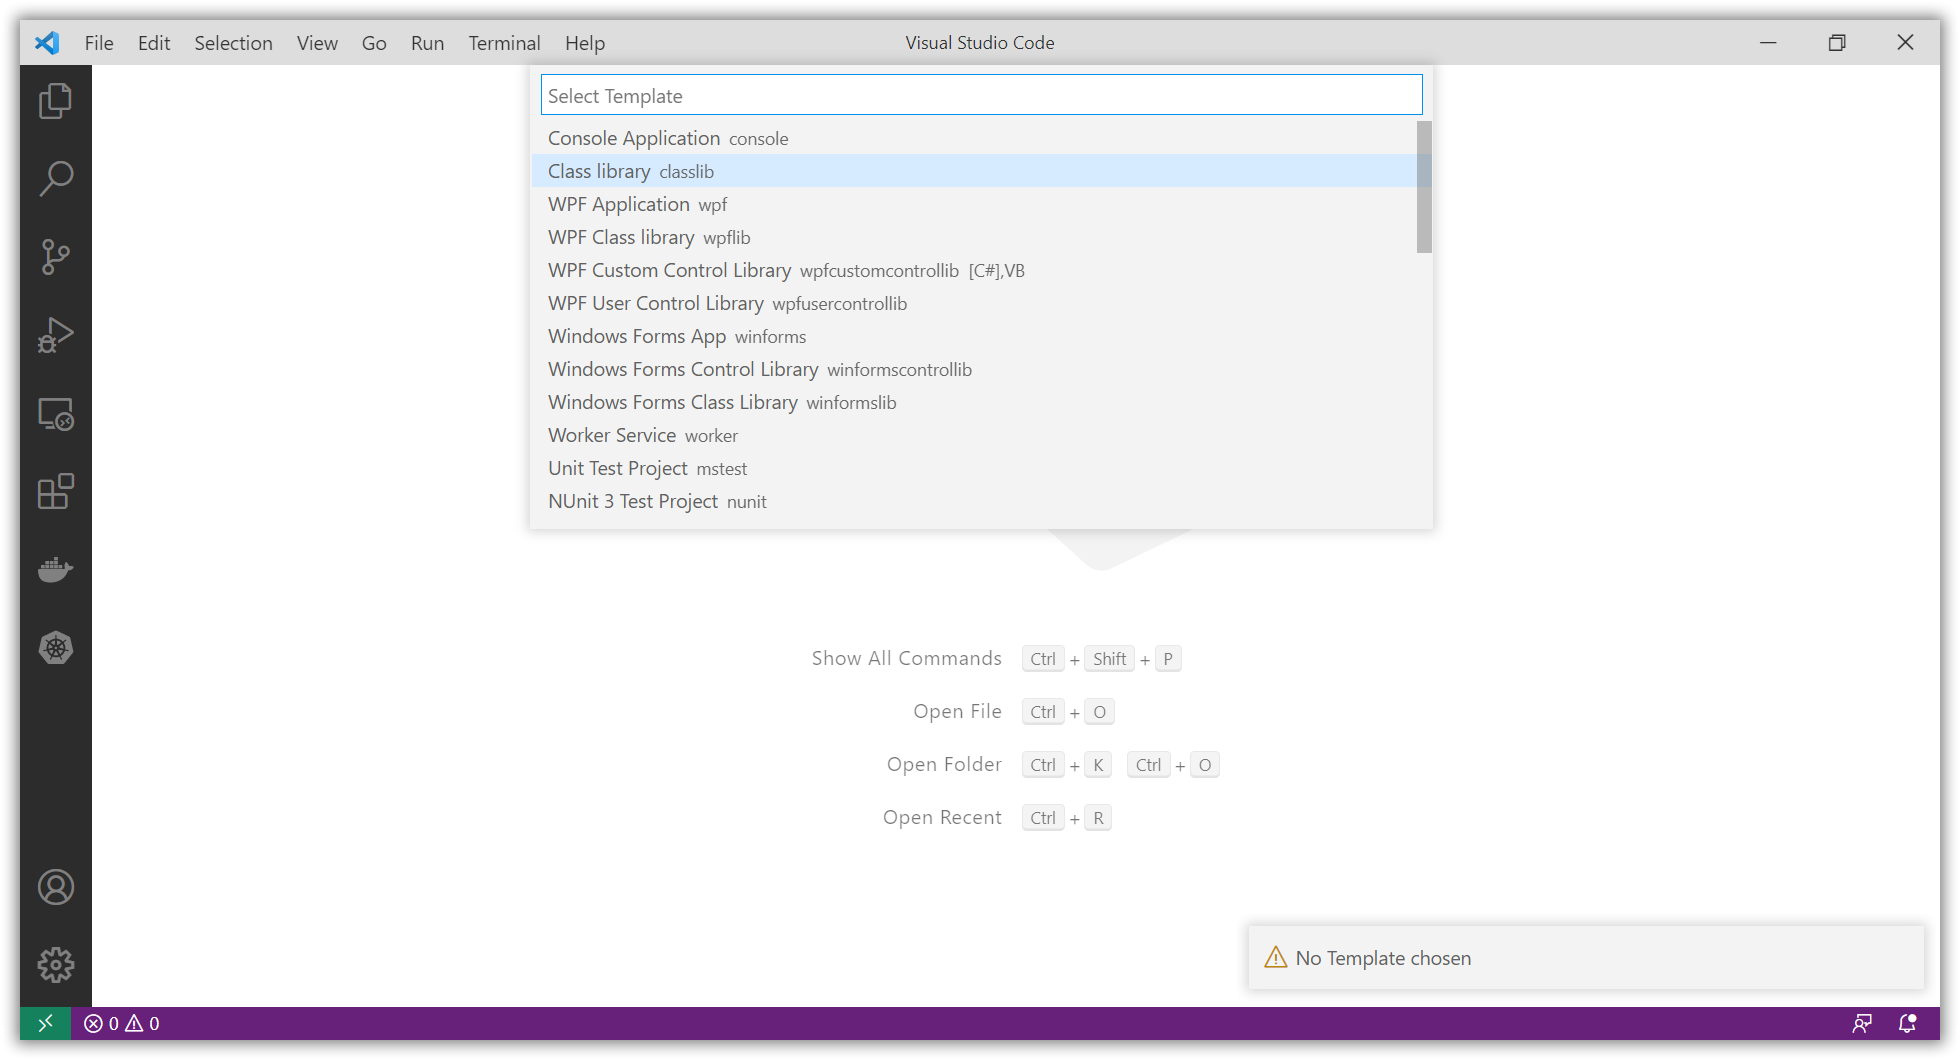 File Edit Selection View Go Run Terminal Help Visual Studio Code
Select Template
Console Application console
Class library classlib
WPF Application wpf
WPF Class library wpflib
WPF Custom Control Library wpfcustomcontrollib [C#],VB
WPF User Control Library wpfusercontrollib
Windows Forms App winforms
Windows Forms Control Library winformscontrollib
Windows Forms Class Library winformslib
Worker Service worker
Unit Test Project mstest
NUnit 3 Test Project nunit
Show All Commands Ctrl + Shift + P
Open File Ctrl + O
Open Folder Ctrl + K Ctrl + O
Open Recent Ctrl + R
No Template chosen
0 0